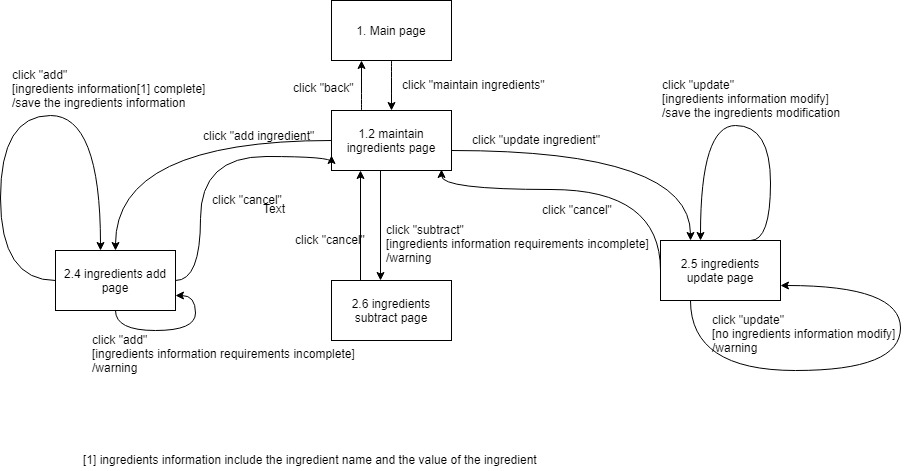 1. Main page
click "add"
[ingredients information[1] complete]
/save the ingredients information
click "back"
click "maintain ingredients"
click "update"
[ingredients information modify]
/save the ingredients modification
click "add ingredient"
1.2 maintain
ingredients page
click "update ingredient"
click "cancel"
Text
click "cancel"
click "subtract"
[ingredients information requirements incomplete]
/warning
click "cancel"
2.4 ingredients add
page
2.6 ingredients
subtract page
2.5 ingredients
update page
click "add"
[ingredients information requirements incomplete]
/warning
click "update"
[no ingredients information modify]
/warning
[1] ingredients information include the ingredient name and the value of the ingredient